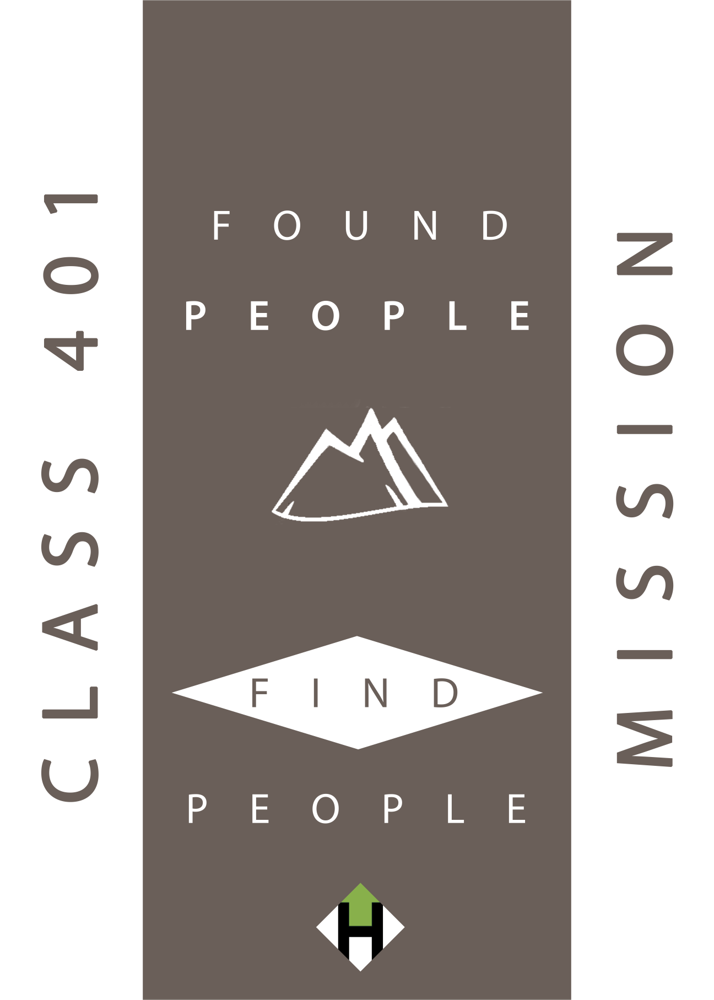 CLASS 401
FOUND
PEOPLE
FIND
PEOPLE
H
MISSION